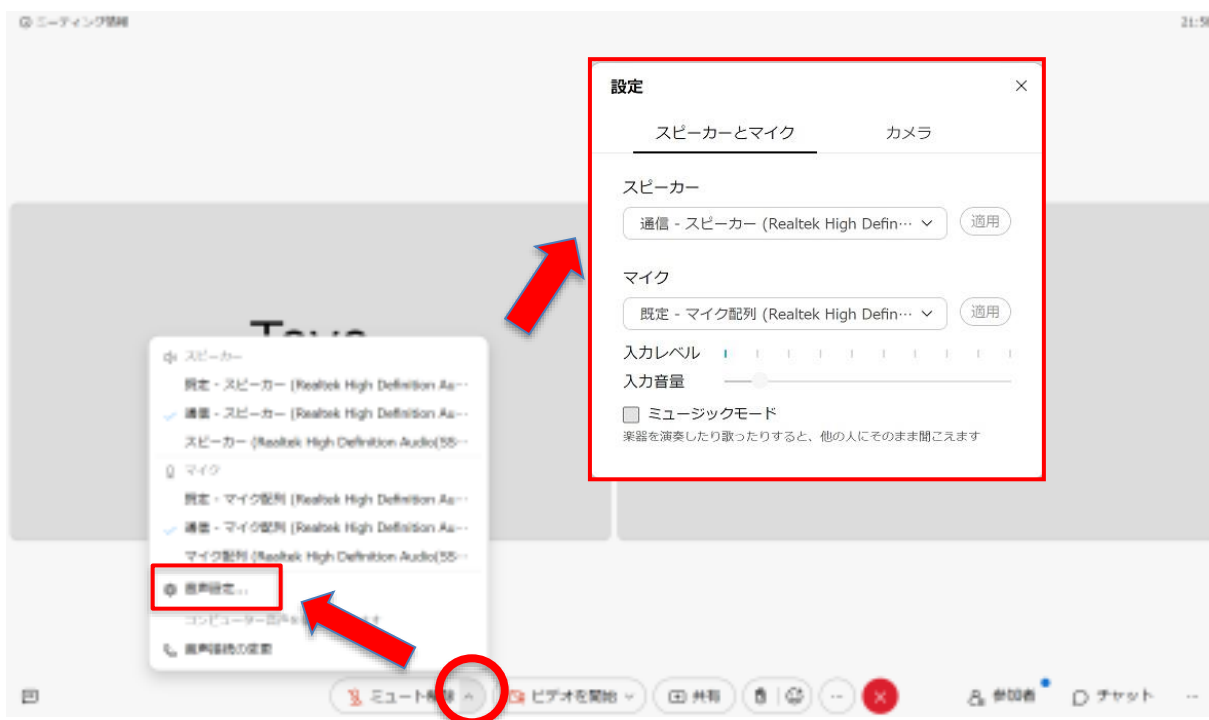 ミーティング情報
設定
スピーカーとマイク
カメラ
スピーカー
通信 - スピーカー (Realtek High Defin…
適用
マイク
既定 - マイク配列 (Realtek High Defin…
適用
入力レベル
入力音量
ミュージックモード
楽器を演奏したり歌ったりすると、他の人にそのまま聞こえます
スピーカー
既定 - スピーカー (Realtek High Definition Au…
通信 - スピーカー (Realtek High Definition Au…
スピーカー (Realtek High Definition Audio(SS…
マイク
既定 - マイク配列 (Realtek High Definition Au…
通信 - マイク配列 (Realtek High Definition Au…
マイク配列 (Realtek High Definition Audio(SS…
音声設定...
コンピューター音声を
音声接続の変更
ミュート解除
ビデオを開始
共有
参加者
チャット